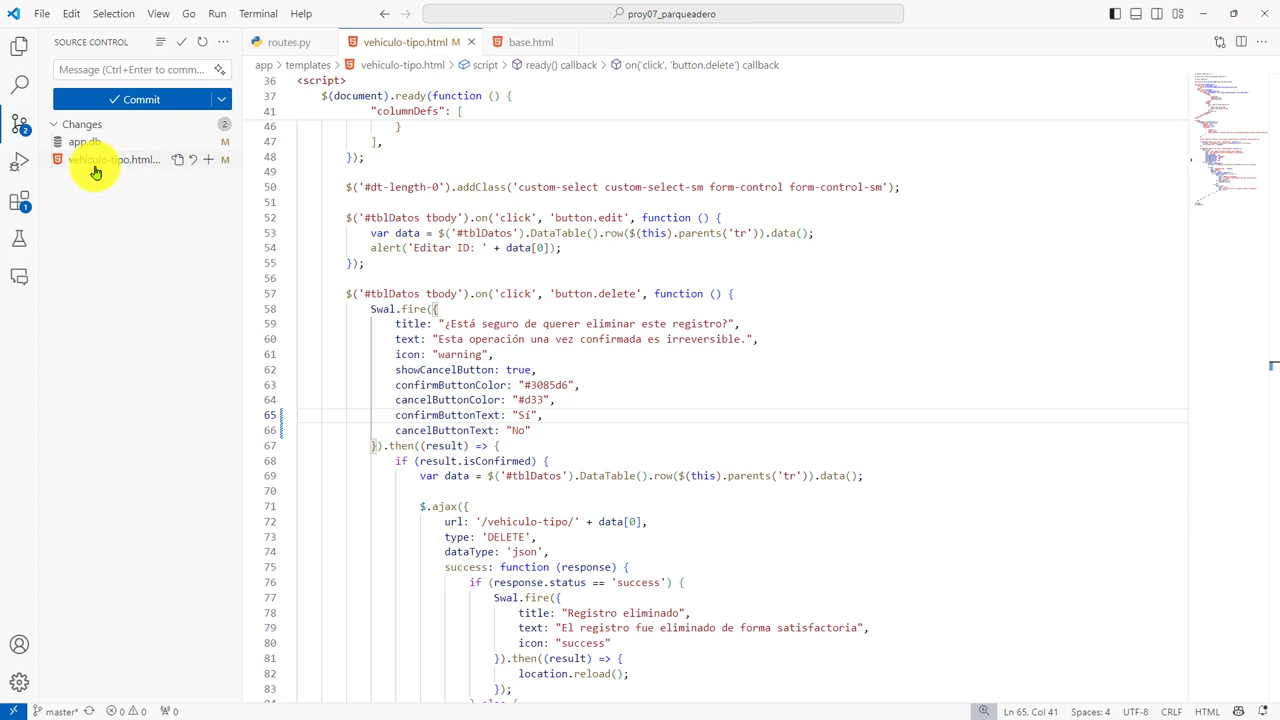 File Edit Selection View Go Run Terminal Help
proy07_parqueadero
SOURCE CONTROL
Message (Ctrl+Enter to comm...
Commit
Changes 2
app.db M
vehiculo-tipo.html... M
2
1
routes.py vehiculo-tipo.html M base.html
app > templates > vehiculo-tipo.html > script > ready() callback > on('click', 'button.delete') callback
36 <script>
37 $(document).ready(function (
41 "columnDefs": [
46 }
47 ],
48 });
49
50 $('#dt-length-0').addClass('custom-select custom-select-sm form-control form-control-sm');
51
52 $('#tblDatos tbody').on('click', 'button.edit', function () {
53 var data = $('#tblDatos').DataTable().row($(this).parents('tr')).data();
54 alert('Editar ID: ' + data[0]);
55 });
56
57 $('#tblDatos tbody').on('click', 'button.delete', function () {
58 Swal.fire({
59 title: "¿Está seguro de querer eliminar este registro?",
60 text: "Esta operación una vez confirmada es irreversible.",
61 icon: "warning",
62 showCancelButton: true,
63 confirmButtonColor: "#3085d6",
64 cancelButtonColor: "#d33",
65 confirmButtonText: "Sí",
66 cancelButtonText: "No"
67 }).then((result) => {
68 if (result.isConfirmed) {
69 var data = $('#tblDatos').DataTable().row($(this).parents('tr')).data();
70
71 $.ajax({
72 url: '/vehiculo-tipo/' + data[0],
73 type: 'DELETE',
74 dataType: 'json',
75 success: function (response) {
76 if (response.status == 'success') {
77 Swal.fire({
78 title: "Registro eliminado",
79 text: "El registro fue eliminado de forma satisfactoria",
80 icon: "success"
81 }).then((result) => {
82 location.reload();
83 });
master* 0 0 0 Ln 65, Col 41 Spaces: 4 UTF-8 CRLF HTML